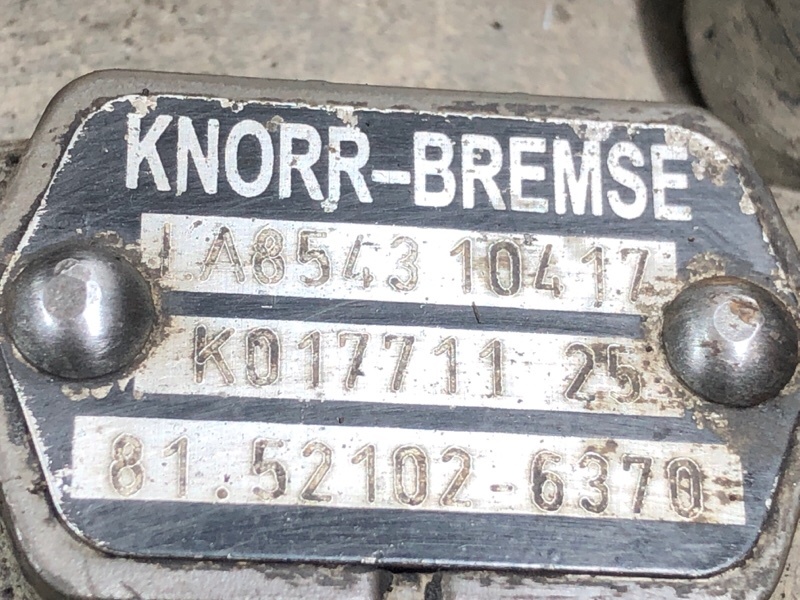 KNORR-BREMSE
LA8543 10417
K017711 25
81.52102-6370